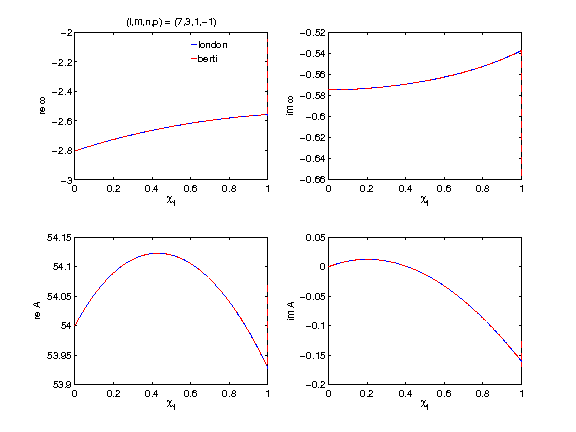 (l,m,n,p) = (7,3,1,−1)
−2
−2.2
−2.4
−2.6
−2.8
−3
re ω
london
berti
0 0.2 0.4 0.6 0.8 1
χf
−0.52
−0.54
−0.56
−0.58
−0.6
−0.62
−0.64
−0.66
im ω
0 0.2 0.4 0.6 0.8 1
χf
54.15
54.1
54.05
54
53.95
53.9
re A
0 0.2 0.4 0.6 0.8 1
χf
0.05
0
−0.05
−0.1
−0.15
−0.2
im A
0 0.2 0.4 0.6 0.8 1
χf